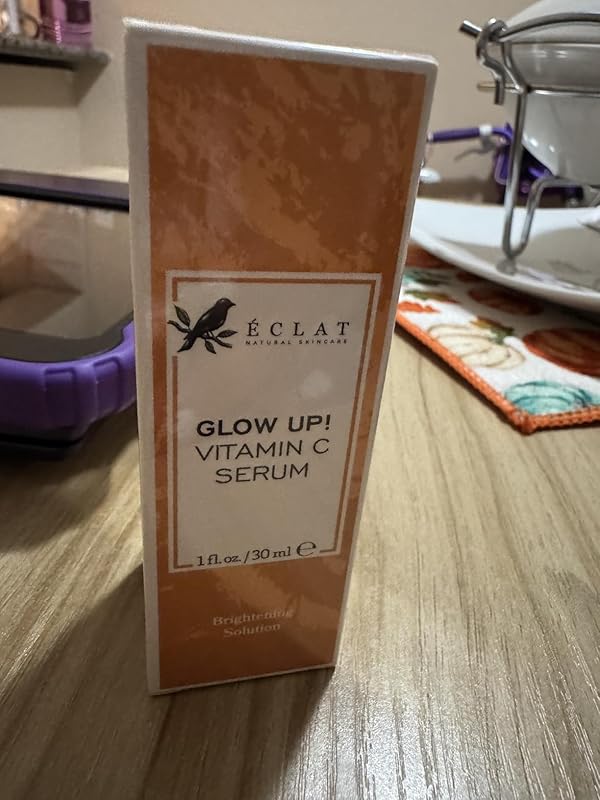 ÉCLAT
NATURAL SKINCARE
GLOW UP!
VITAMIN C
SERUM
1 fl. oz. / 30 ml ℮
Brightening
Solution